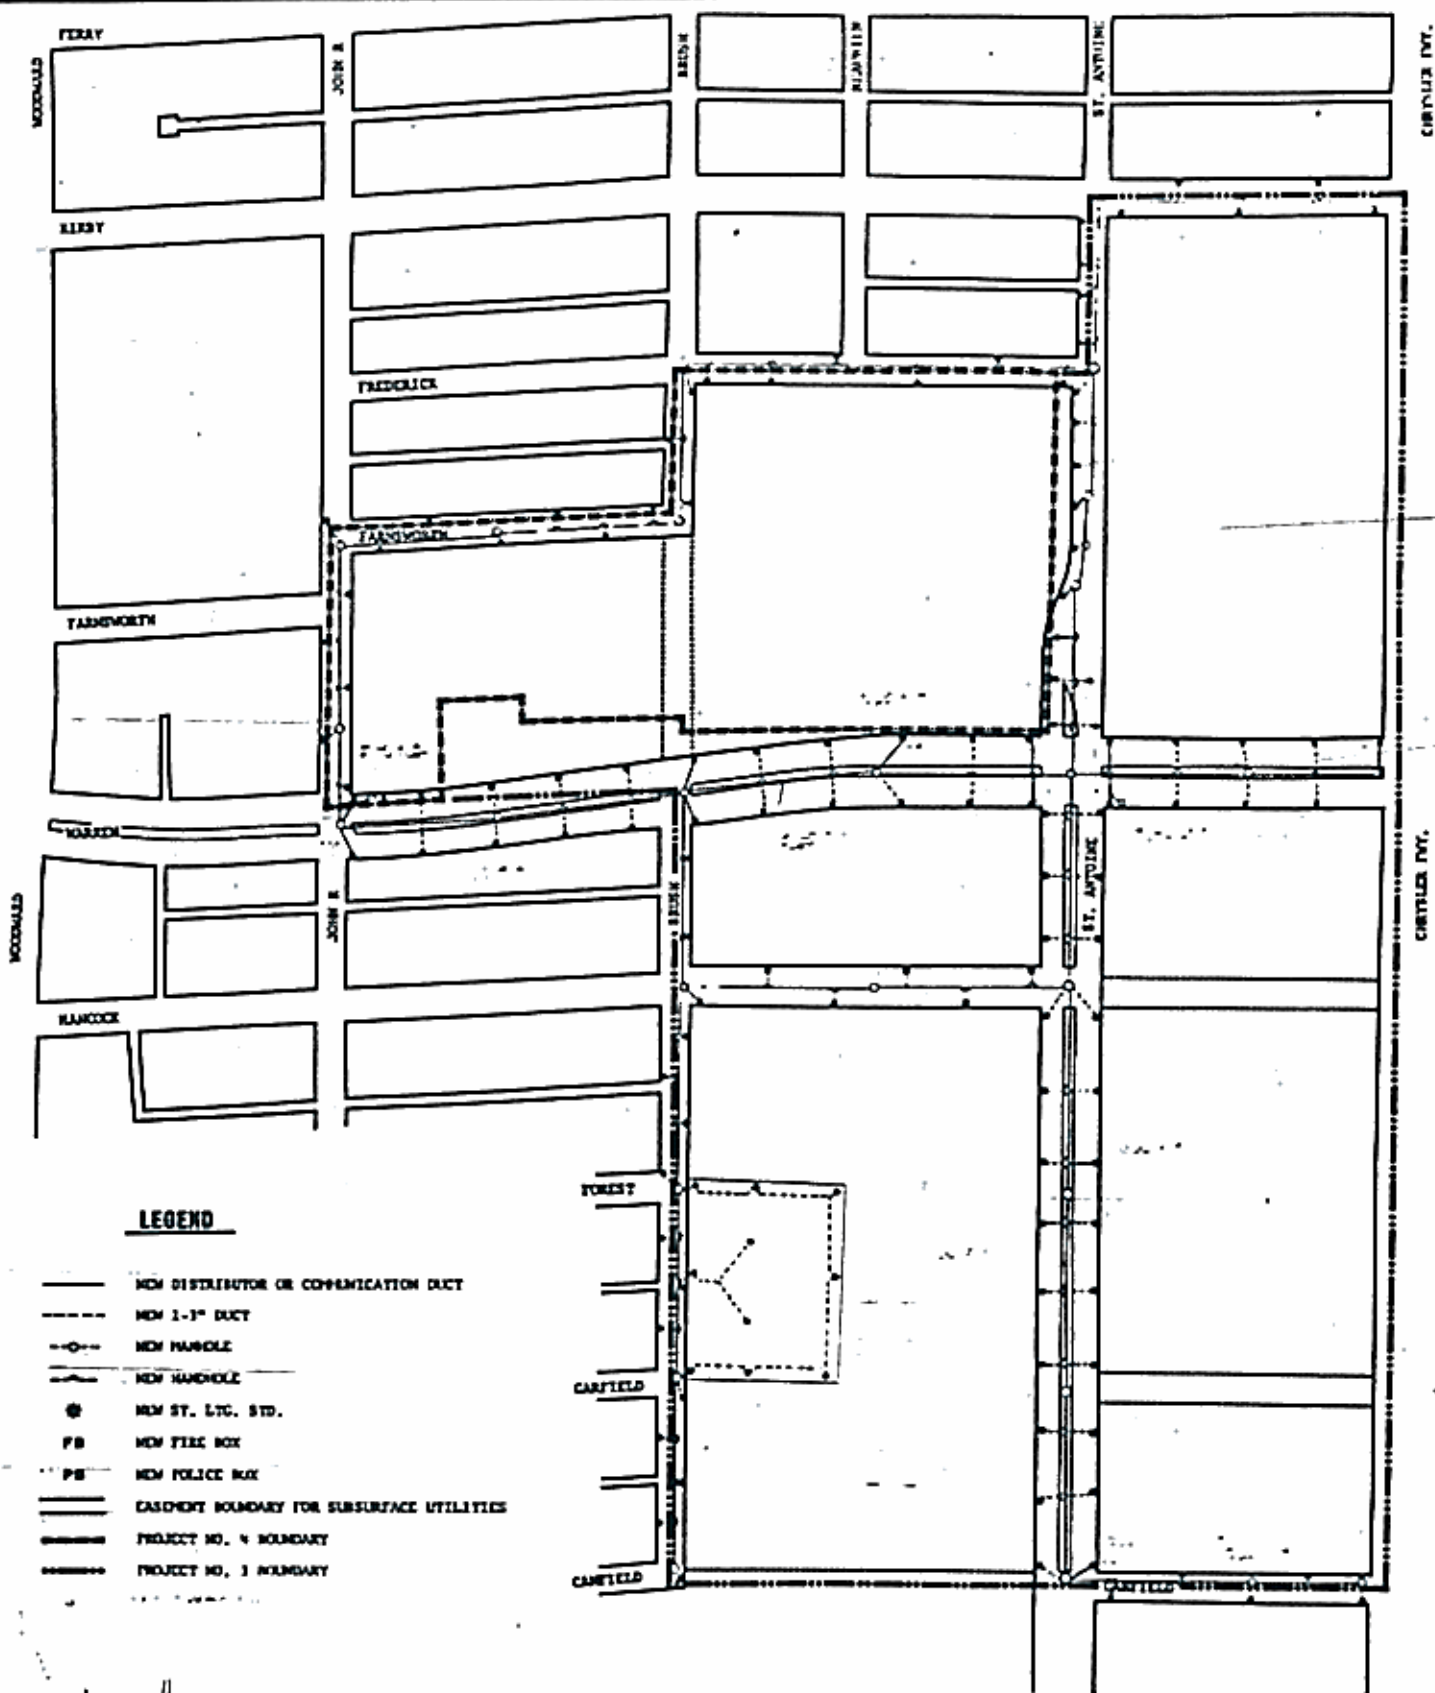 FERRY
WOODWARD
JOHN R
BRUSH
BEAUBIEN
ST. ANTOINE
CHRYSLER FWY.
KIRBY
FREDERICK
FARNSWORTH
FARNSWORTH
WARREN
WOODWARD
JOHN R
BRUSH
ST. ANTOINE
CHRYSLER FWY.
HANCOCK
FOREST
GARFIELD
CANFIELD
CANFIELD
LEGEND
NEW DISTRIBUTOR OR COMMUNICATION DUCT
NEW 1-3" DUCT
NEW MANHOLE
NEW HANDHOLE
NEW ST. LTG. STD.
FB NEW FIRE BOX
PB NEW POLICE BOX
EASEMENT BOUNDARY FOR SUBSURFACE UTILITIES
PROJECT NO. 4 BOUNDARY
PROJECT NO. 3 BOUNDARY